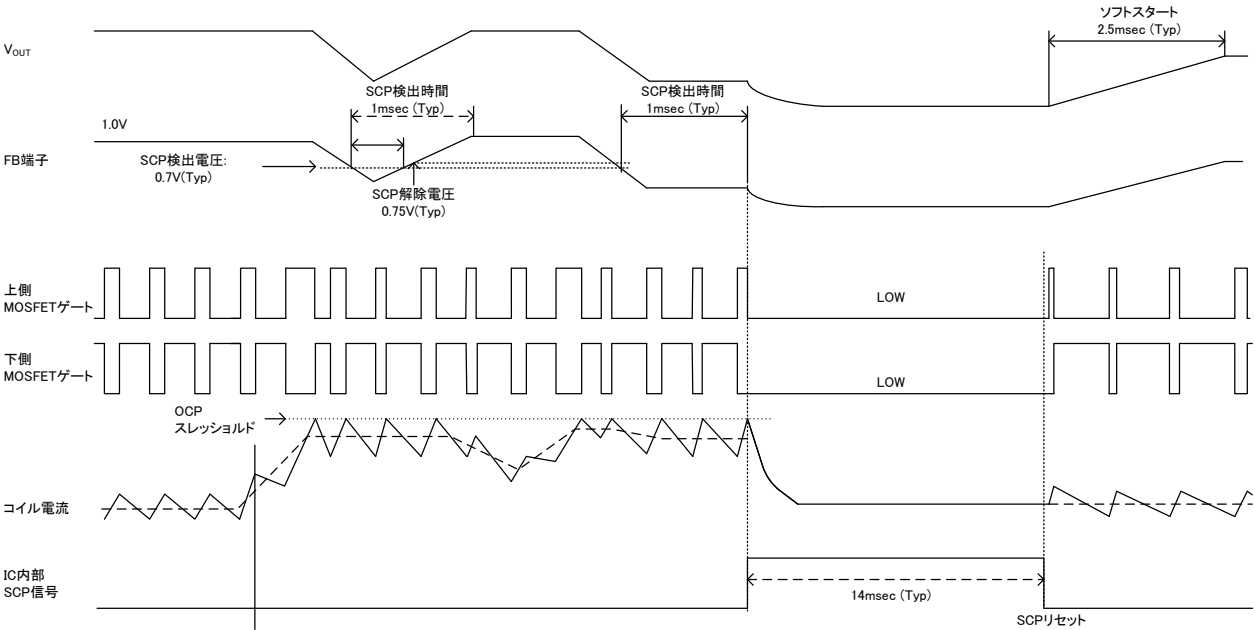 ソフトスタート
2.5msec (Typ)
VOUT
SCP検出時間
1msec (Typ)
SCP検出時間
1msec (Typ)
1.0V
FB端子
SCP検出電圧:
0.7V(Typ)
SCP解除電圧
0.75V(Typ)
上側
MOSFETゲート
LOW
下側
MOSFETゲート
LOW
OCP
スレッショルド
コイル電流
IC内部
SCP信号
14msec (Typ)
SCPリセット